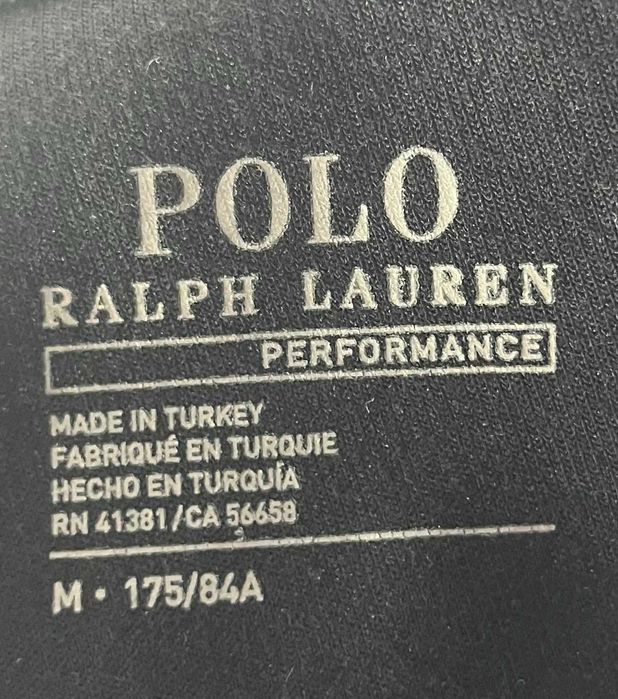 POLO
RALPH LAUREN
PERFORMANCE
MADE IN TURKEY
FABRIQUÉ EN TURQUIE
HECHO EN TURQUÍA
RN 41381/CA 56658
M • 175/84A